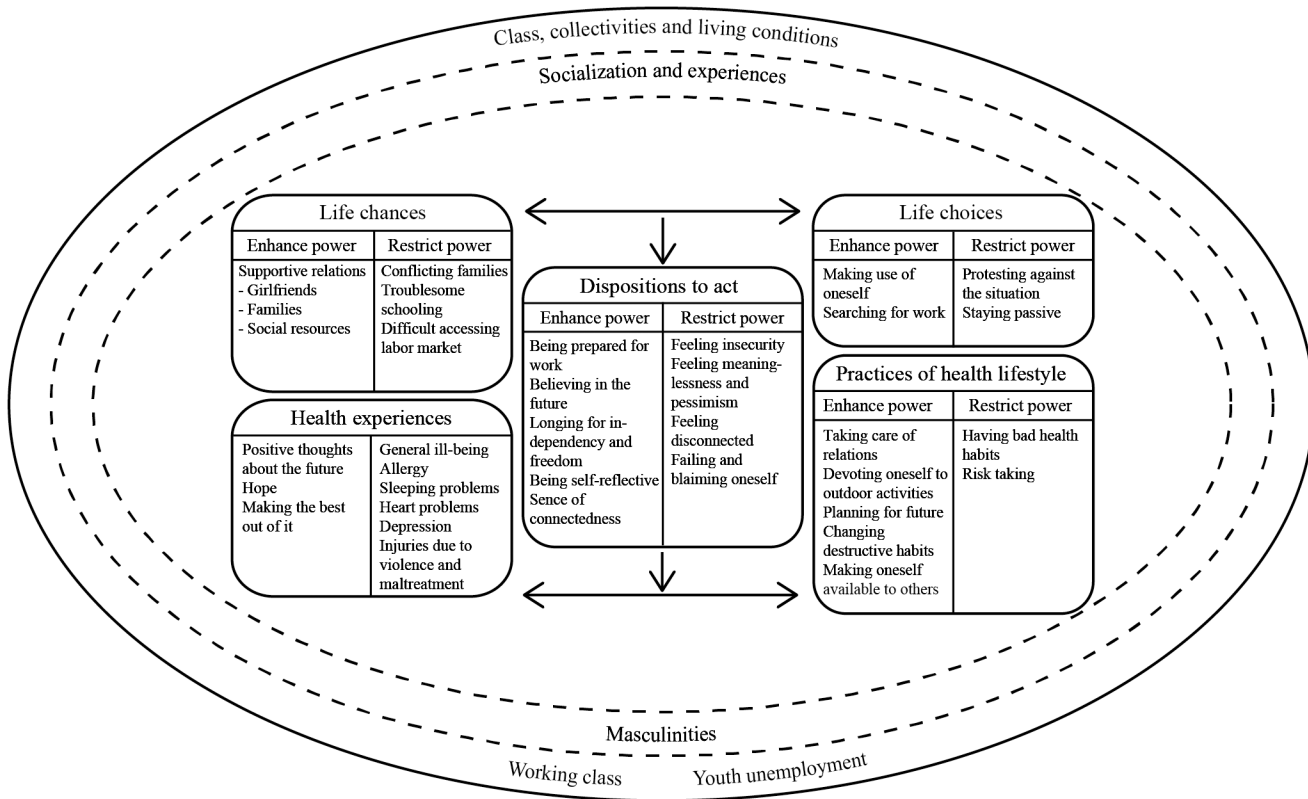 Class, collectivities and living conditions
Socialization and experiences
Life chances
Enhance power
Restrict power
Supportive relations
- Girlfriends
- Families
- Social resources
Conflicting families
Troublesome
schooling
Difficult accessing
labor market
Health experiences
Positive thoughts
about the future
Hope
Making the best
out of it
General ill-being
Allergy
Sleeping problems
Heart problems
Depression
Injuries due to
violence and
maltreatment
Dispositions to act
Enhance power
Restrict power
Being prepared for
work
Believing in the
future
Longing for in-
dependency and
freedom
Being self-reflective
Sence of
connectedness
Feeling insecurity
Feeling meaning-
lessness and
pessimism
Feeling
disconnected
Failing and
blaiming oneself
Life choices
Enhance power
Restrict power
Making use of
oneself
Searching for work
Protesting against
the situation
Staying passive
Practices of health lifestyle
Enhance power
Restrict power
Taking care of
relations
Devoting oneself to
outdoor activities
Planning for future
Changing
destructive habits
Making oneself
available to others
Having bad health
habits
Risk taking
Masculinities
Working class
Youth unemployment